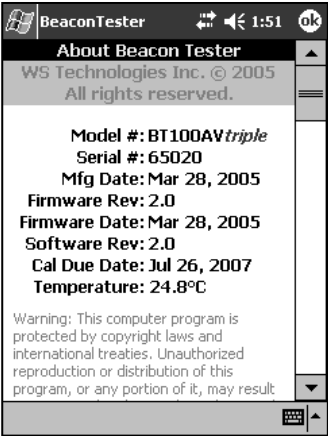 BeaconTester 1:51 ok
About Beacon Tester
WS Technologies Inc. © 2005
All rights reserved.
Model #: BT100AVtriple
Serial #: 65020
Mfg Date: Mar 28, 2005
Firmware Rev: 2.0
Firmware Date: Mar 28, 2005
Software Rev: 2.0
Cal Due Date: Jul 26, 2007
Temperature: 24.8ºC
Warning: This computer program is
protected by copyright laws and
international treaties. Unauthorized
reproduction or distribution of this
program, or any portion of it, may result